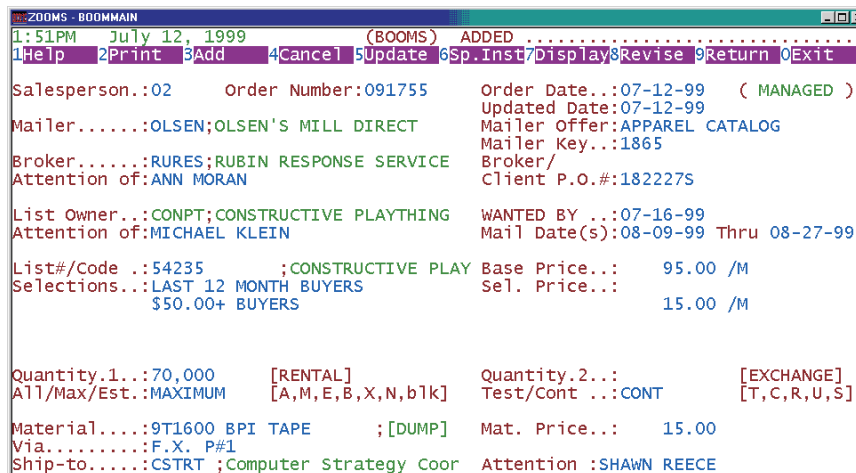 ZOOMS - BOOMMAIN
1:51PM July 12, 1999 (BOOMS) ADDED ..............................
1Help 2Print 3Add 4Cancel 5Update 6Sp.Inst 7Display 8Revise 9Return 0Exit
Salesperson.:02 Order Number:091755 Order Date..:07-12-99 ( MANAGED )
Updated Date:07-12-99
Mailer......:OLSEN;OLSEN'S MILL DIRECT Mailer Offer:APPAREL CATALOG
Mailer Key..:1865
Broker......:RURES;RUBIN RESPONSE SERVICE Broker/
Attention of:ANN MORAN Client P.O.#:182227S
List Owner..:CONPT;CONSTRUCTIVE PLAYTHING WANTED BY ..:07-16-99
Attention of:MICHAEL KLEIN Mail Date(s):08-09-99 Thru 08-27-99
List#/Code .:54235 ;CONSTRUCTIVE PLAY Base Price..: 95.00 /M
Selections..:LAST 12 MONTH BUYERS Sel. Price..:
$50.00+ BUYERS 15.00 /M
Quantity.1..:70,000 [RENTAL] Quantity.2..: [EXCHANGE]
All/Max/Est.:MAXIMUM [A,M,E,B,X,N,blk] Test/Cont ..:CONT [T,C,R,U,S]
Material....:9T1600 BPI TAPE ;[DUMP] Mat. Price..: 15.00
Via.........:F.X. P#1
Ship-to.....:CSTRT ;Computer Strategy Coor Attention :SHAWN REECE